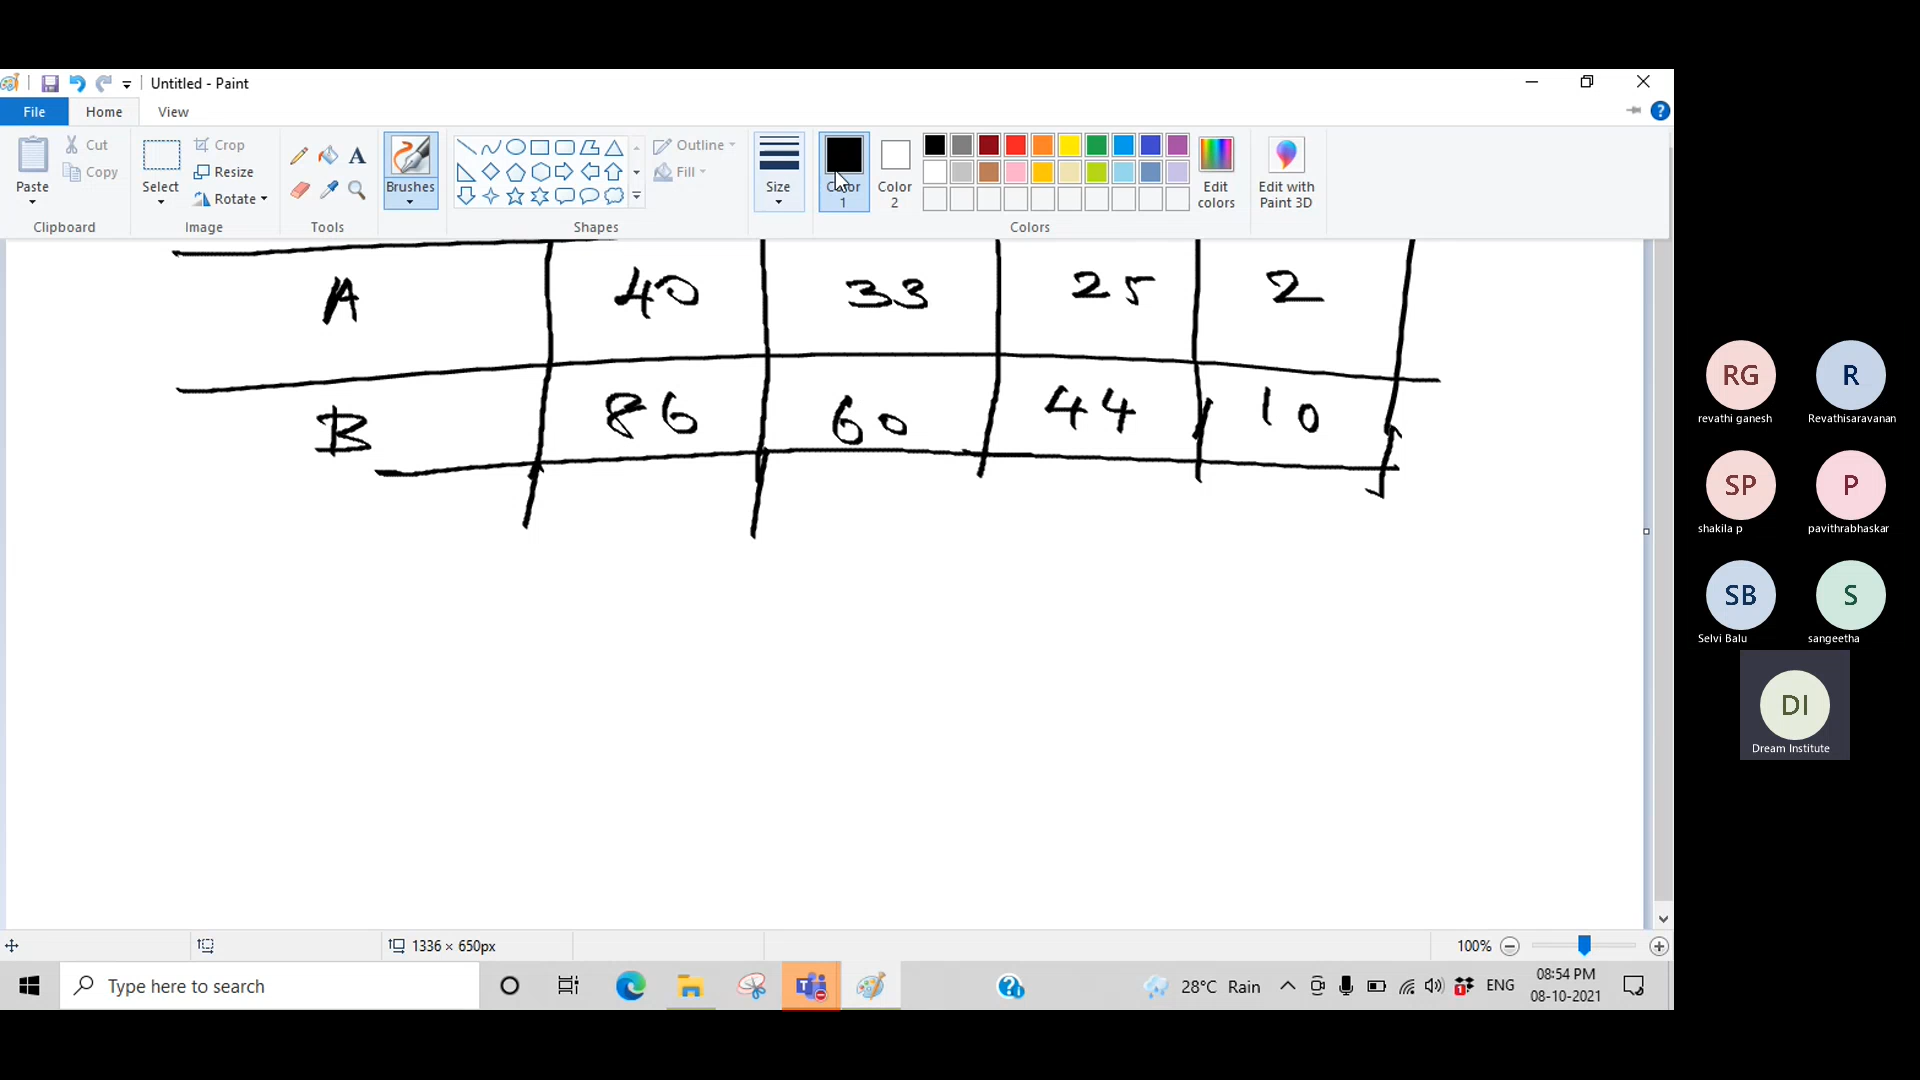 Untitled - Paint
File Home View
Paste Cut Copy Clipboard
Select Crop Resize Rotate Image
A Tools
Brushes
Shapes Outline Fill
Size
Color 1
Color 2
Edit colors
Colors
Edit with Paint 3D
A 40 33 25 2
B 86 60 44 10
RG R
revathi ganesh Revathisaravanan
SP P
shakila p pavithrabhaskar
SB S
Selvi Balu sangeetha
DI
Dream Institute
1336 × 650px 100%
Type here to search 28°C Rain ENG 08:54 PM
08-10-2021